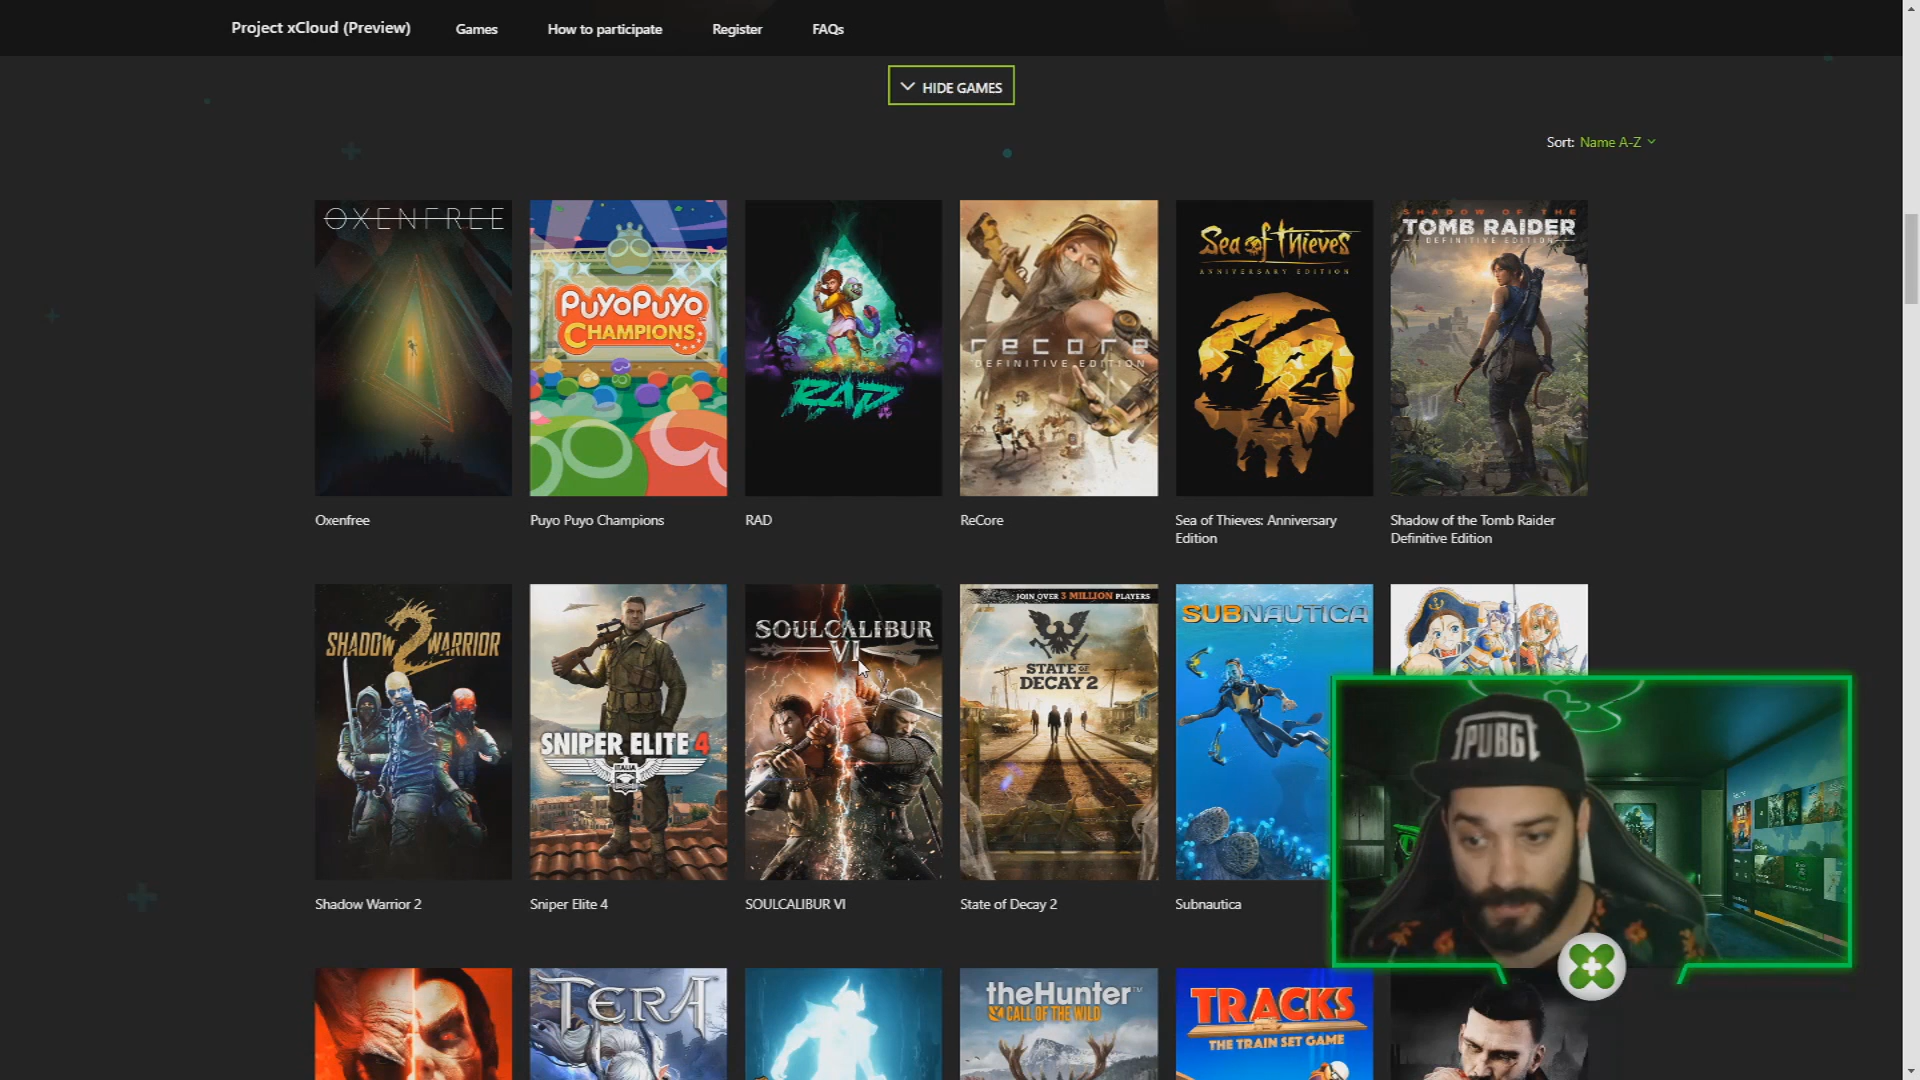 Project xCloud (Preview) Games How to participate Register FAQs
HIDE GAMES
Sort: Name A-Z
OXENFREE
PUYOPUYO
CHAMPIONS
RAD
recore
DEFINITIVE EDITION
Sea of Thieves
ANNIVERSARY EDITION
SHADOW OF THE
TOMB RAIDER
DEFINITIVE EDITION
Oxenfree
Puyo Puyo Champions
RAD
ReCore
Sea of Thieves: Anniversary
Edition
Shadow of the Tomb Raider
Definitive Edition
SHADOW WARRIOR
2
SNIPER ELITE 4
SOULCALIBUR
VI
JOIN OVER 3 MILLION PLAYERS
STATE OF
DECAY 2
SUBNAUTICA
PUBG
Shadow Warrior 2
Sniper Elite 4
SOULCALIBUR VI
State of Decay 2
Subnautica
TERA
theHunter™
CALL OF THE WILD
TRACKS
THE TRAIN SET GAME